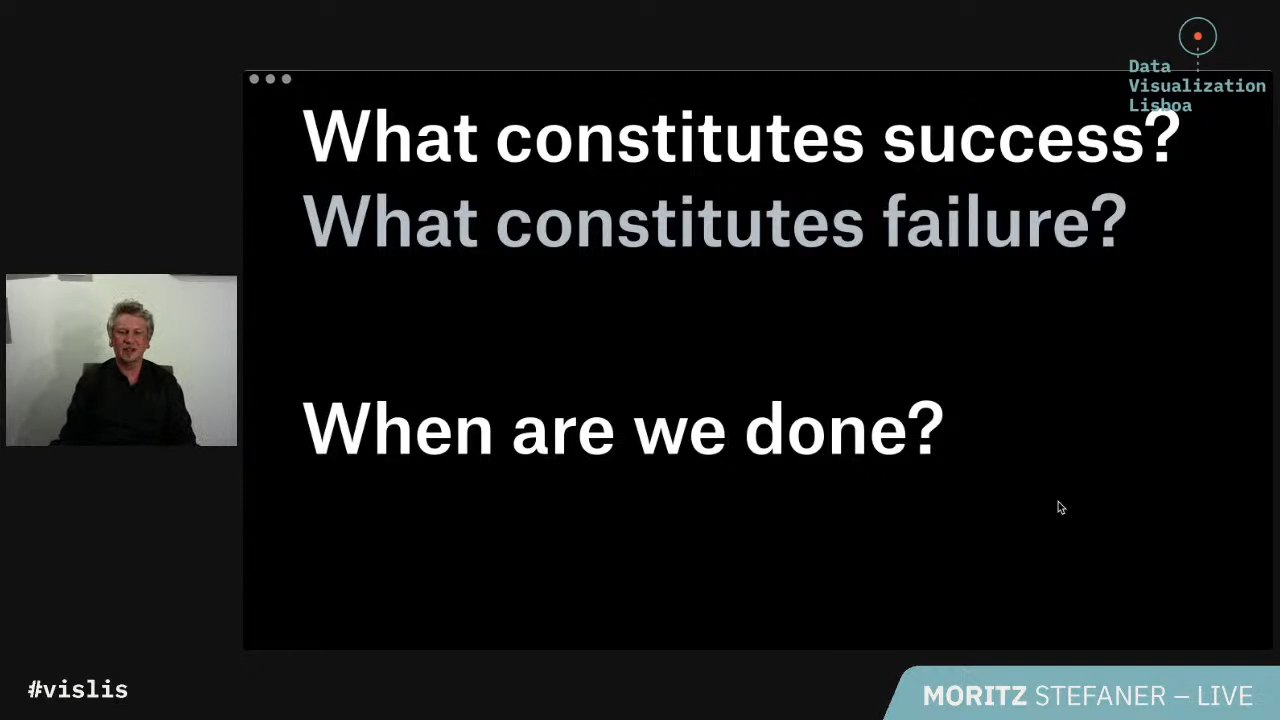 Data
Visualization
Lisboa
What constitutes success?
What constitutes failure?
When are we done?
#vislis
MORITZ STEFANER – LIVE